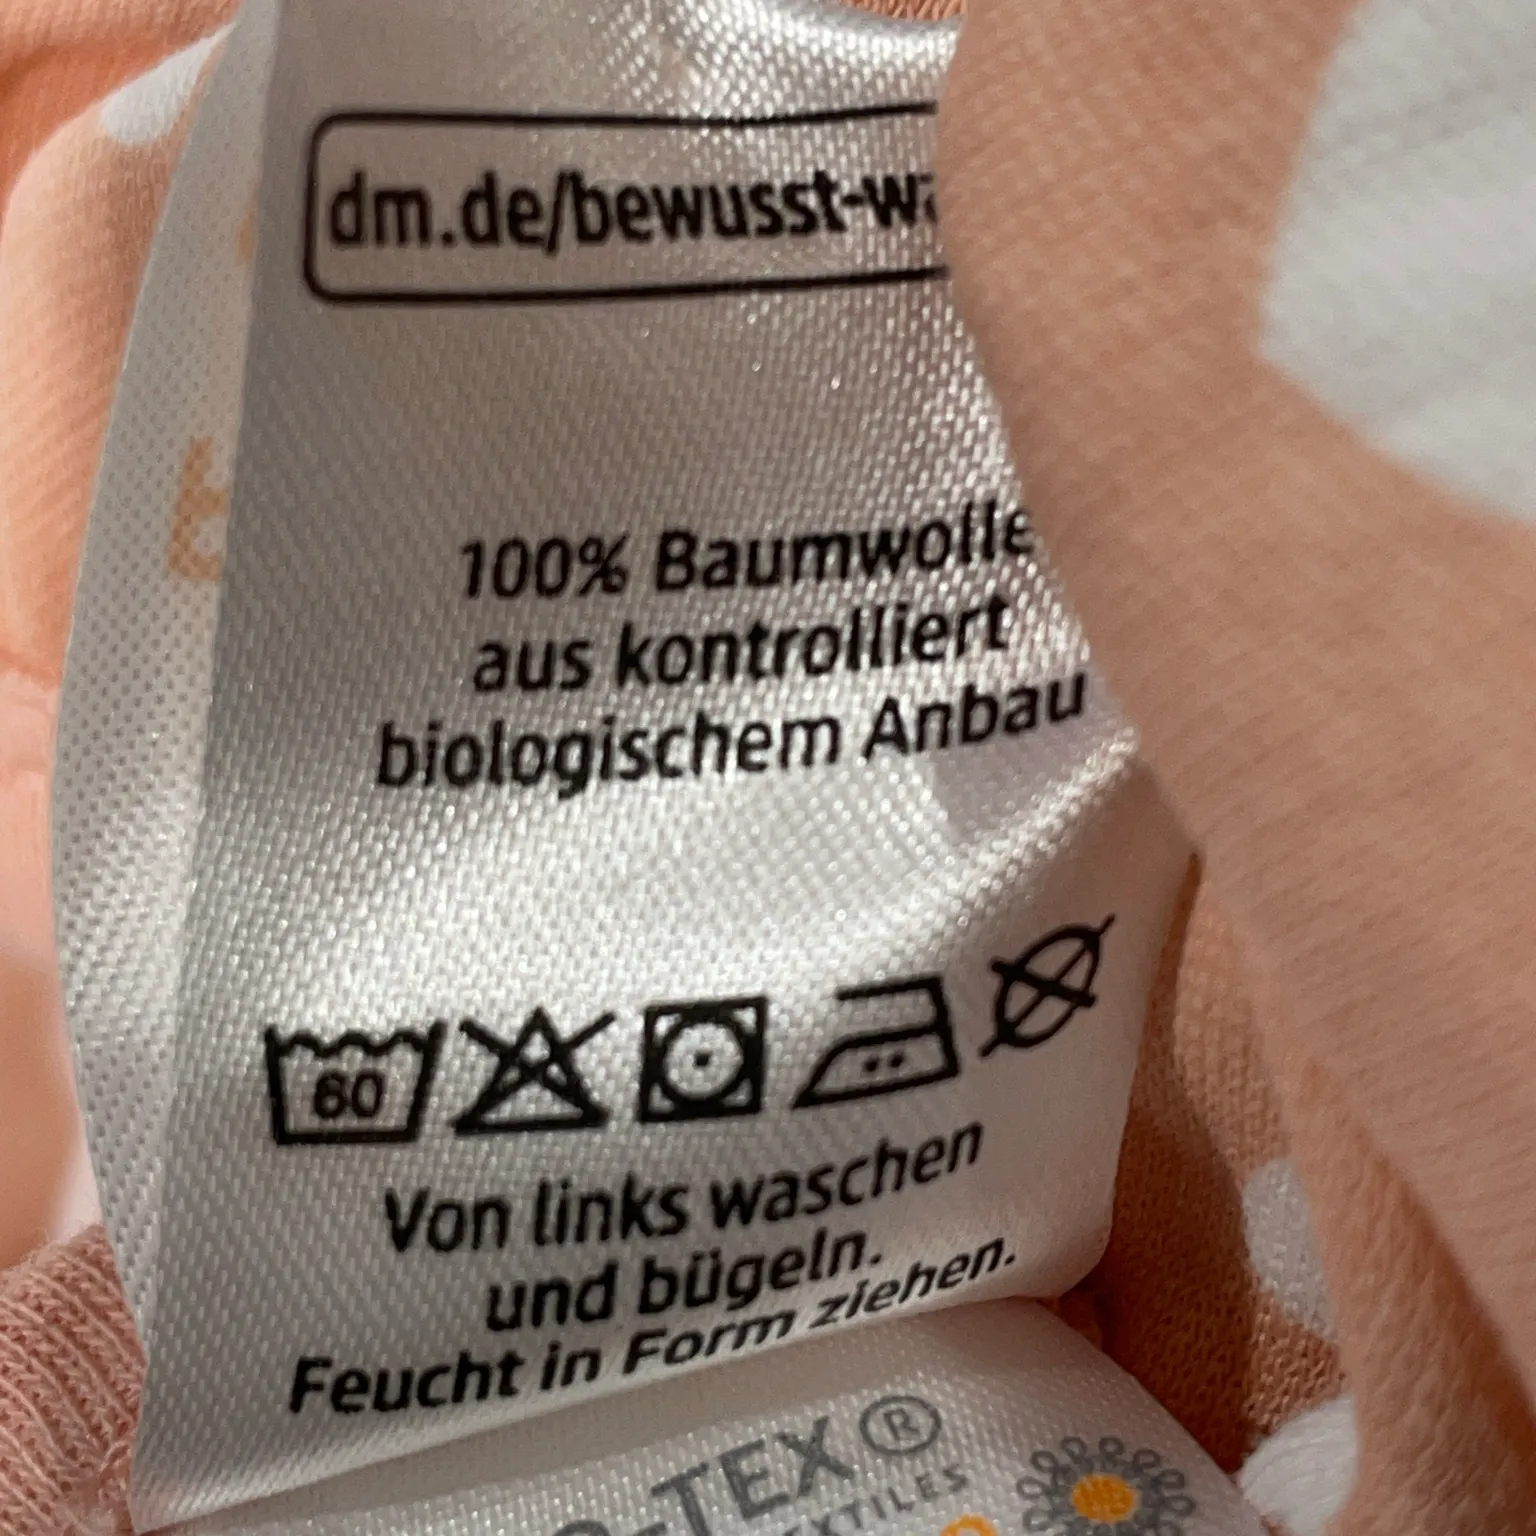 dm.de/bewusst-w
100% Baumwolle
aus kontrolliert
biologischem Anbau
60
Von links waschen
und bügeln.
Feucht in Form ziehen.
-TEX ®